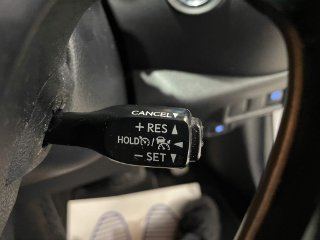 CANCEL▼
+ RES ▲
HOLD / ◄
− SET ▼